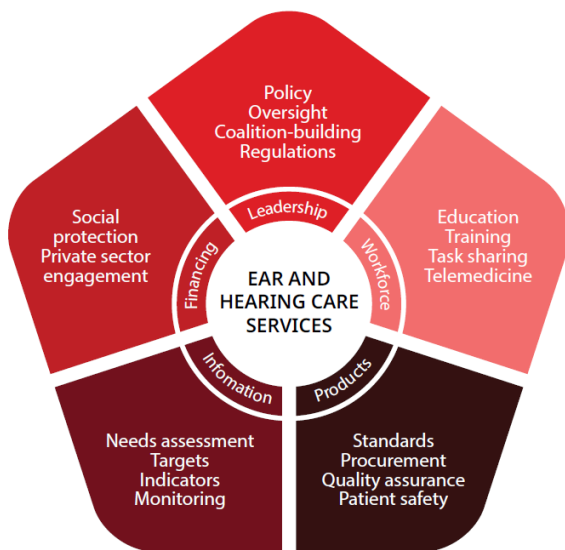 Policy
Oversight
Coalition-building
Regulations
Leadership
Social
protection
Private sector
engagement
Financing
EAR AND
HEARING CARE
SERVICES
Workforce
Education
Training
Task sharing
Telemedicine
Infomation
Needs assessment
Targets
Indicators
Monitoring
Products
Standards
Procurement
Quality assurance
Patient safety